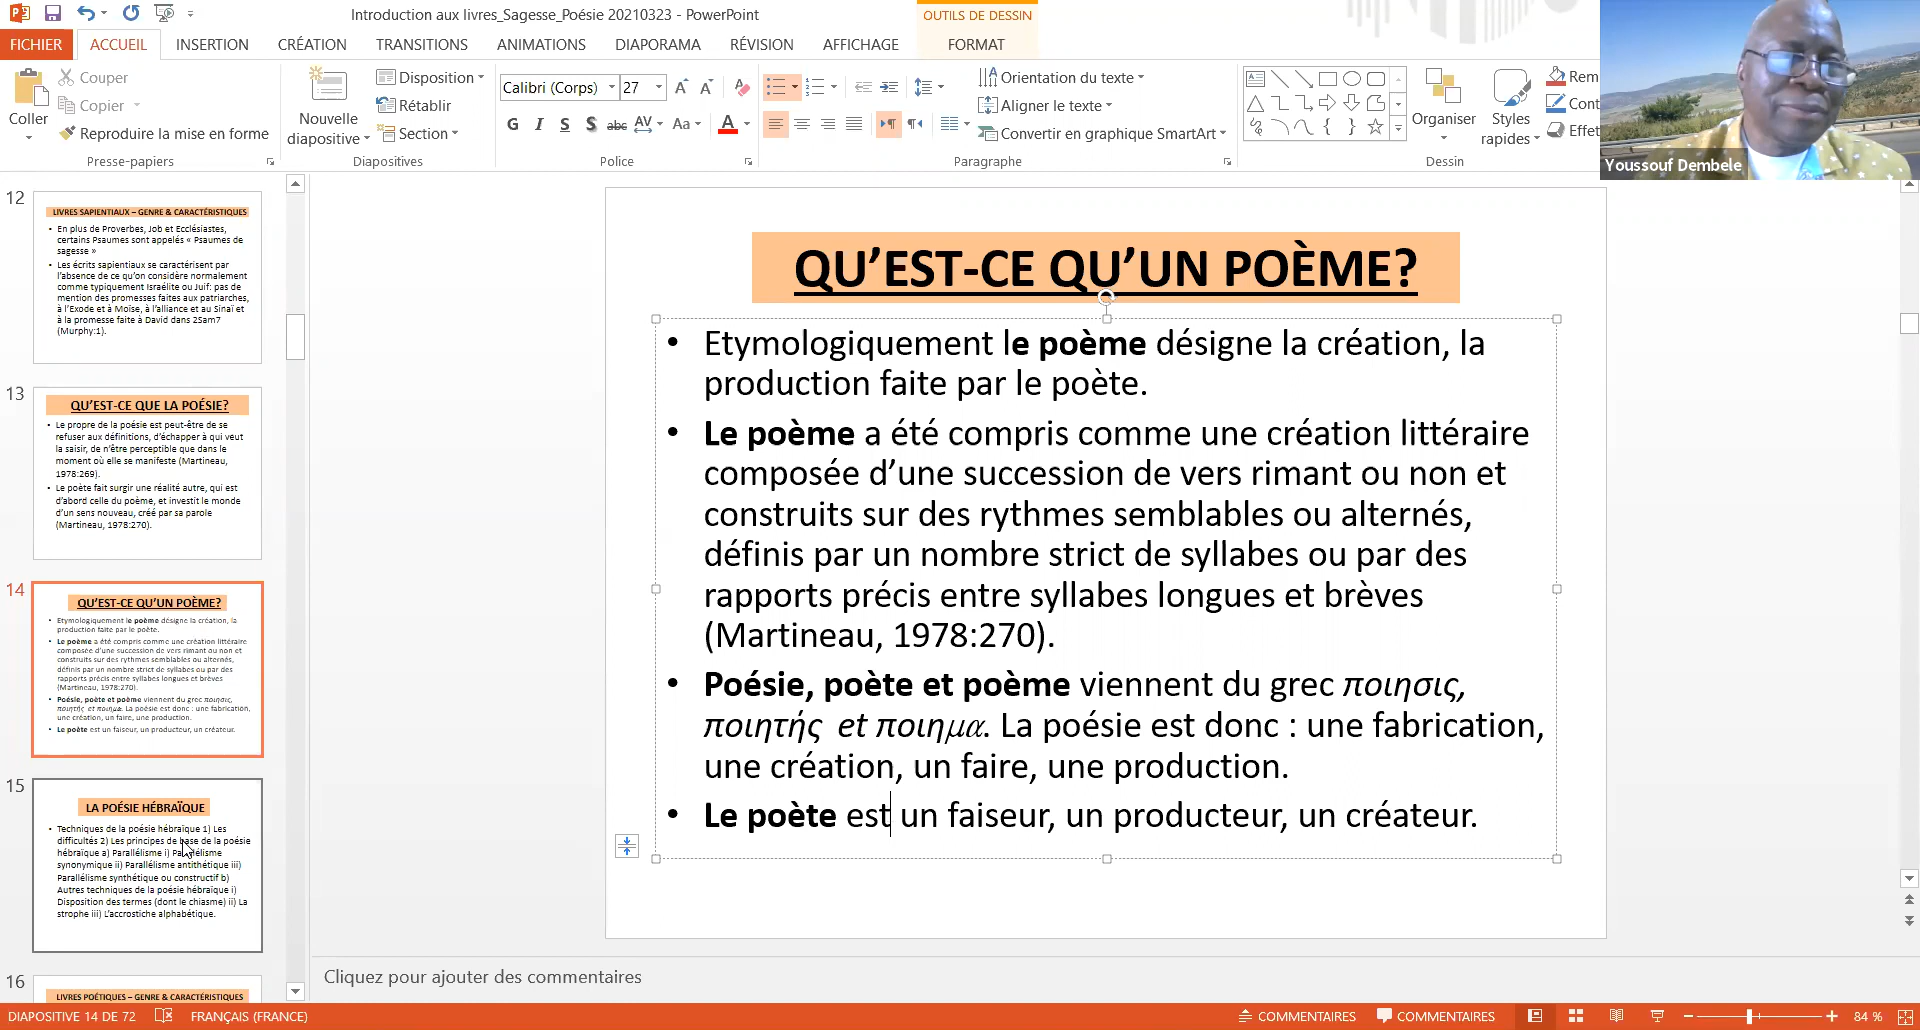 Introduction aux livres_Sagesse_Poésie 20210323 - PowerPoint
OUTILS DE DESSIN
FICHIER ACCUEIL INSERTION CRÉATION TRANSITIONS ANIMATIONS DIAPORAMA RÉVISION AFFICHAGE FORMAT
Coller
Couper
Copier
Reproduire la mise en forme
Presse-papiers
Nouvelle
diapositive
Disposition
Rétablir
Section
Diapositives
Calibri (Corps) 27
G I S S abc AV Aa A
Police
Orientation du texte
Aligner le texte
Convertir en graphique SmartArt
Paragraphe
Organiser
Styles
rapides
Rem
Cont
Effet
Dessin
Youssouf Dembele
12
LIVRES SAPIENTIAUX – GENRE & CARACTÉRISTIQUES
• En plus de Proverbes, Job et Ecclésiastes,
certains Psaumes sont appelés « Psaumes de
sagesse »
• Les écrits sapientiaux se caractérisent par
l'absence de ce qu'on considère normalement
comme typiquement Israélite ou Juif: pas de
mention des promesses faites aux patriarches,
à l'Exode et à Moïse, à l'alliance et au Sinaï et
à la promesse faite à David dans 2Sam7
(Murphy:1).
13
QU'EST-CE QUE LA POÉSIE?
• Le propre de la poésie est peut-être de se
refuser aux définitions, d'échapper à qui veut
la saisir, de n'être perceptible que dans le
moment où elle se manifeste (Martineau,
1978:269).
• Le poète fait surgir une réalité autre, qui est
d'abord celle du poème, et investit le monde
d'un sens nouveau, créé par sa parole
(Martineau, 1978:270).
14
QU'EST-CE QU'UN POÈME?
• Etymologiquement le poème désigne la création, la
production faite par le poète.
• Le poème a été compris comme une création littéraire
composée d'une succession de vers rimant ou non et
construits sur des rythmes semblables ou alternés,
définis par un nombre strict de syllabes ou par des
rapports précis entre syllabes longues et brèves
(Martineau, 1978:270).
• Poésie, poète et poème viennent du grec ποιησις,
ποιητής et ποιημα. La poésie est donc : une fabrication,
une création, un faire, une production.
• Le poète est un faiseur, un producteur, un créateur.
15
LA POÉSIE HÉBRAÏQUE
• Techniques de la poésie hébraïque 1) Les
difficultés 2) Les principes de base de la poésie
hébraïque a) Parallélisme i) Parallélisme
synonymique ii) Parallélisme antithétique iii)
Parallélisme synthétique ou constructif b)
Autres techniques de la poésie hébraïque i)
Disposition des termes (dont le chiasme) ii) La
strophe iii) L'accrostiche alphabétique.
16
LIVRES POÉTIQUES – GENRE & CARACTÉRISTIQUES
QU'EST-CE QU'UN POÈME?
• Etymologiquement le poème désigne la création, la
production faite par le poète.
• Le poème a été compris comme une création littéraire
composée d'une succession de vers rimant ou non et
construits sur des rythmes semblables ou alternés,
définis par un nombre strict de syllabes ou par des
rapports précis entre syllabes longues et brèves
(Martineau, 1978:270).
• Poésie, poète et poème viennent du grec ποιησις,
ποιητής et ποιημα. La poésie est donc : une fabrication,
une création, un faire, une production.
• Le poète est un faiseur, un producteur, un créateur.
Cliquez pour ajouter des commentaires
DIAPOSITIVE 14 DE 72 FRANÇAIS (FRANCE) COMMENTAIRES COMMENTAIRES 84 %